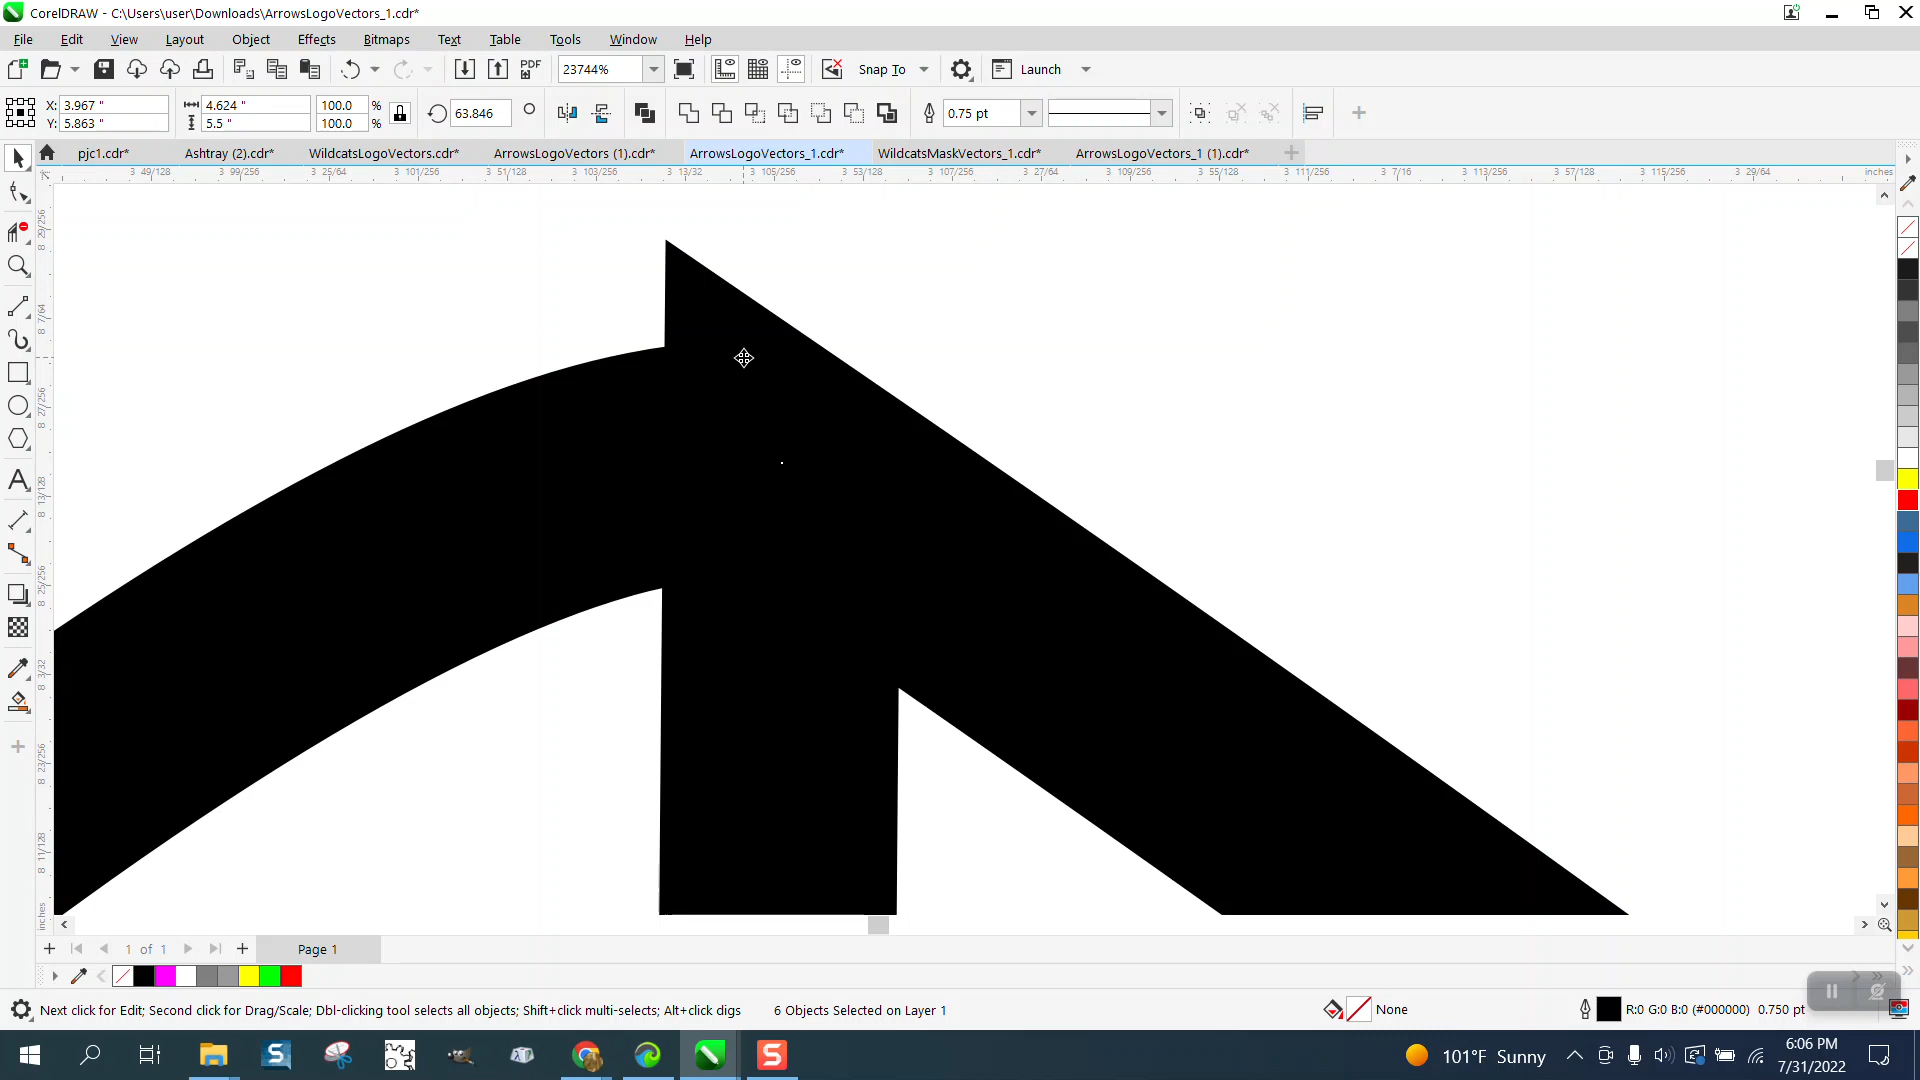 CorelDRAW - C:\Users\user\Downloads\ArrowsLogoVectors_1.cdr*
File Edit View Layout Object Effects Bitmaps Text Table Tools Window Help
PDF 23744% Snap To Launch
X: 3.967 " 4.624 " 100.0 % 63.846 0.75 pt
Y: 5.863 " 5.5 " 100.0 %
pjc1.cdr* Ashtray (2).cdr* WildcatsLogoVectors.cdr* ArrowsLogoVectors (1).cdr* ArrowsLogoVectors_1.cdr* WildcatsMaskVectors_1.cdr* ArrowsLogoVectors_1 (1).cdr*
3 49/128 3 99/256 3 25/64 3 101/256 3 51/128 3 103/256 3 13/32 3 105/256 3 53/128 3 107/256 3 27/64 3 109/256 3 55/128 3 111/256 3 7/16 3 113/256 3 57/128 3 115/256 3 29/64 inches
8 29/256
8 7/64
8 27/256
8 13/128
8 25/256
8 3/32
8 23/256
8 11/128
inches
1 of 1 Page 1
Next click for Edit; Second click for Drag/Scale; Dbl-clicking tool selects all objects; Shift+click multi-selects; Alt+click digs 6 Objects Selected on Layer 1 None R:0 G:0 B:0 (#000000) 0.750 pt
101°F Sunny 6:06 PM
7/31/2022